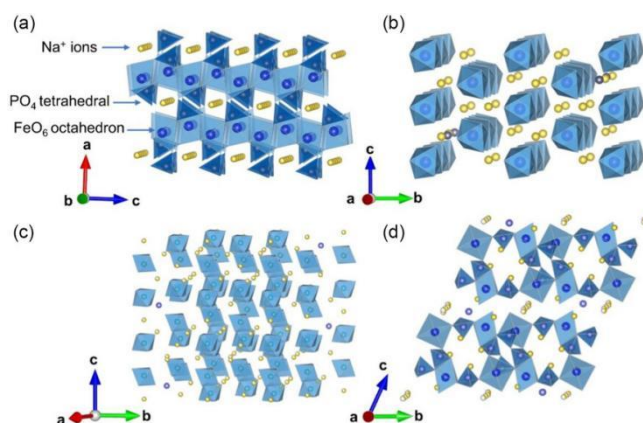 (a)
Na⁺ ions
PO₄ tetrahedral
FeO₆ octahedron
a
b
c
(b)
c
a
b
(c)
c
a
b
(d)
c
a
b